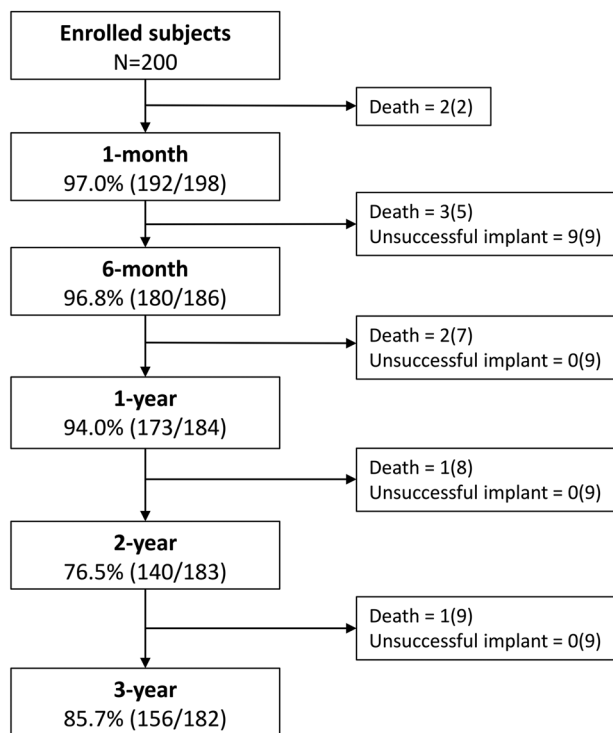 Enrolled subjects
N=200
Death = 2(2)
1-month
97.0% (192/198)
Death = 3(5)
Unsuccessful implant = 9(9)
6-month
96.8% (180/186)
Death = 2(7)
Unsuccessful implant = 0(9)
1-year
94.0% (173/184)
Death = 1(8)
Unsuccessful implant = 0(9)
2-year
76.5% (140/183)
Death = 1(9)
Unsuccessful implant = 0(9)
3-year
85.7% (156/182)